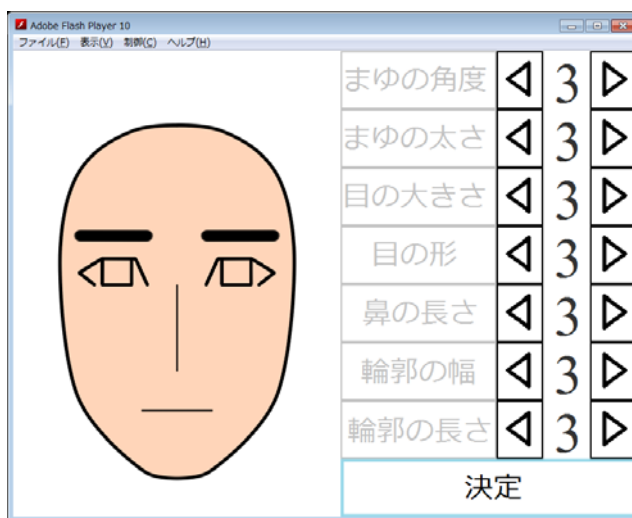 Adobe Flash Player 10
ファイル(F) 表示(V) 制御(C) ヘルプ(H)
まゆの角度 3
まゆの太さ 3
目の大きさ 3
目の形 3
鼻の長さ 3
輪郭の幅 3
輪郭の長さ 3
決定